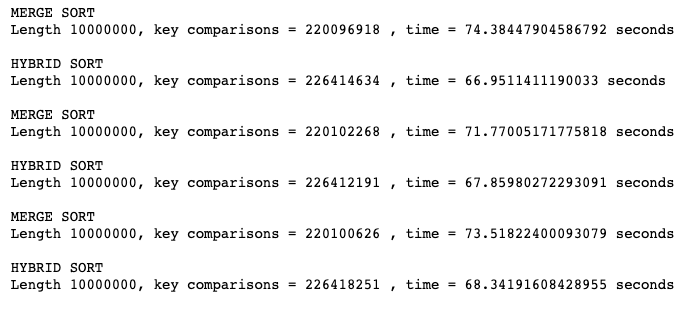 MERGE SORT
Length 10000000, key comparisons = 220096918 , time = 74.38447904586792 seconds
HYBRID SORT
Length 10000000, key comparisons = 226414634 , time = 66.9511411190033 seconds
MERGE SORT
Length 10000000, key comparisons = 220102268 , time = 71.77005171775818 seconds
HYBRID SORT
Length 10000000, key comparisons = 226412191 , time = 67.85980272293091 seconds
MERGE SORT
Length 10000000, key comparisons = 220100626 , time = 73.51822400093079 seconds
HYBRID SORT
Length 10000000, key comparisons = 226418251 , time = 68.34191608428955 seconds